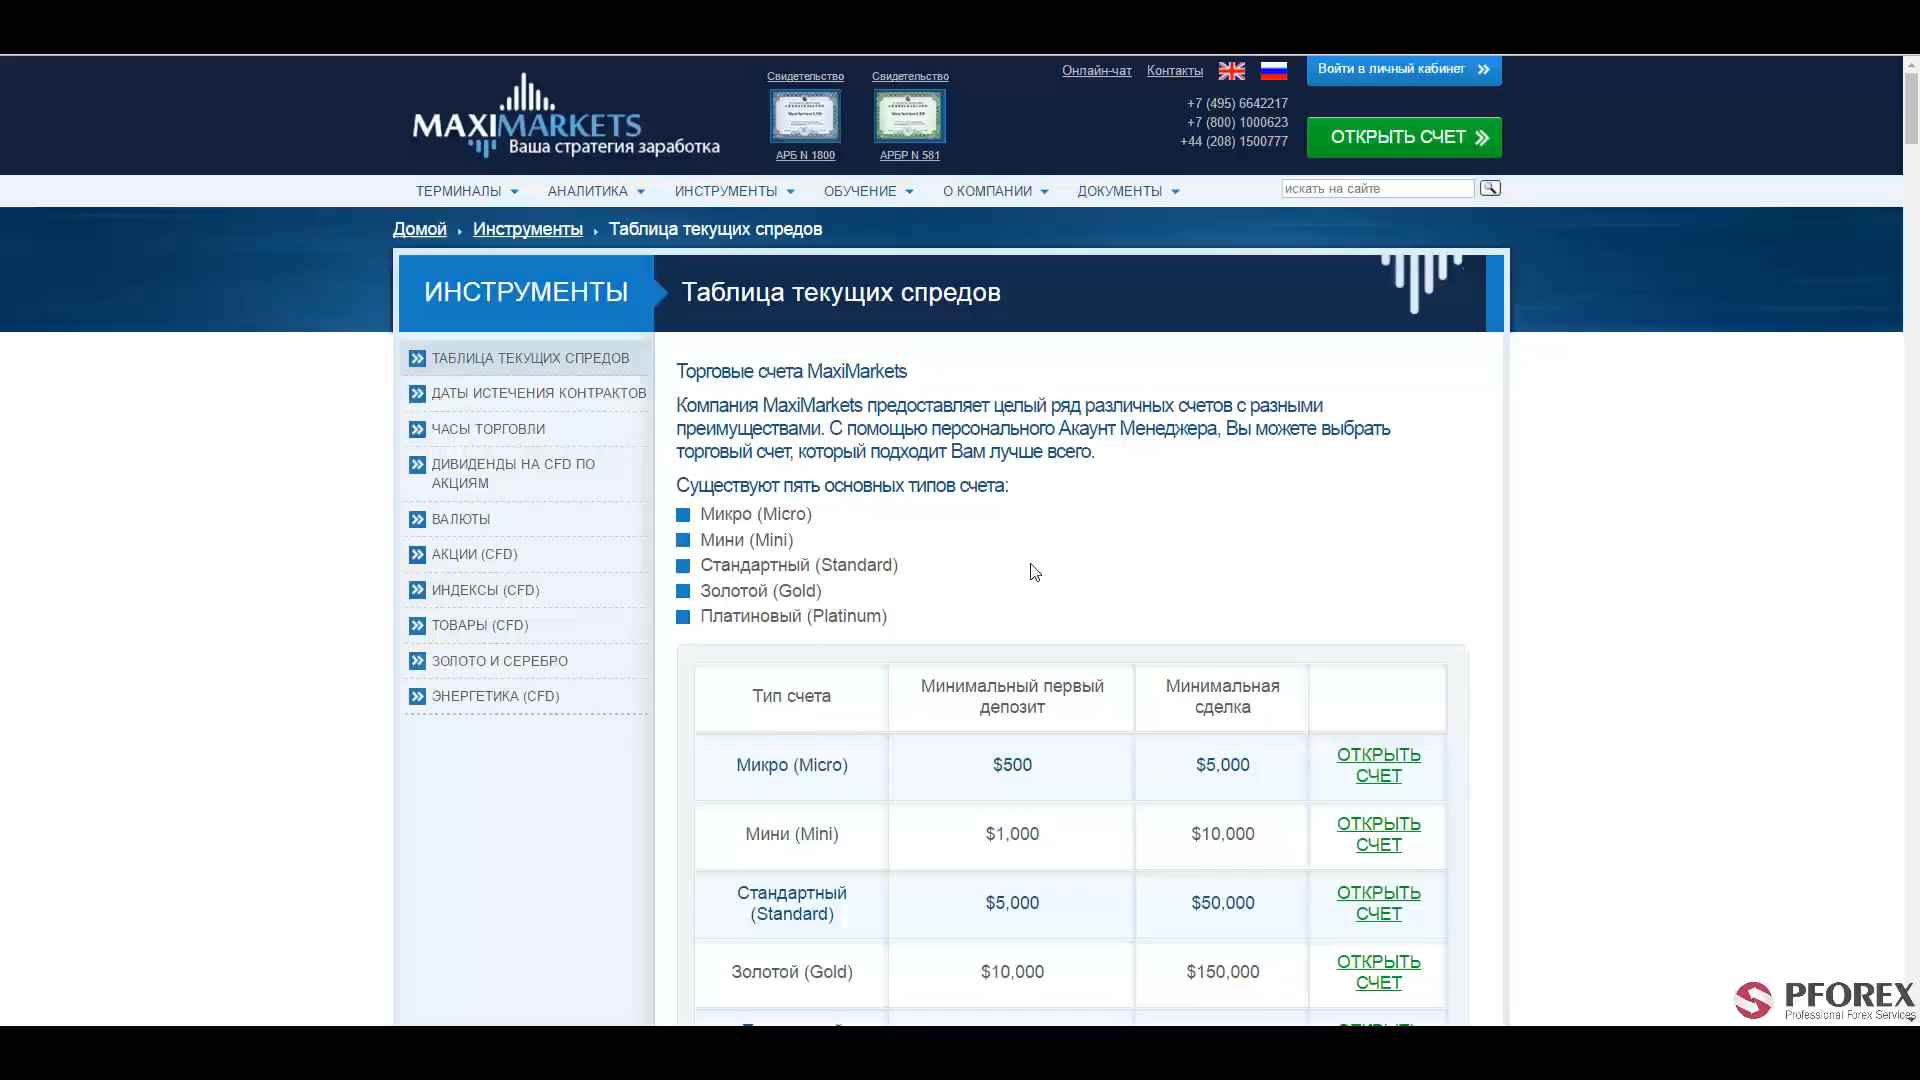 Свидетельство
Свидетельство
Онлайн-чат
Контакты
Войти в личный кабинет
MAXIMARKETS
Ваша стратегия заработка
+7 (495) 6642217
+7 (800) 1000623
+44 (208) 1500777
ОТКРЫТЬ СЧЕТ
АРБ N 1800
АРБР N 581
ТЕРМИНАЛЫ
АНАЛИТИКА
ИНСТРУМЕНТЫ
ОБУЧЕНИЕ
О КОМПАНИИ
ДОКУМЕНТЫ
искать на сайте
Домой
Инструменты
Таблица текущих спредов
ИНСТРУМЕНТЫ
Таблица текущих спредов
ТАБЛИЦА ТЕКУЩИХ СПРЕДОВ
ДАТЫ ИСТЕЧЕНИЯ КОНТРАКТОВ
ЧАСЫ ТОРГОВЛИ
ДИВИДЕНДЫ НА CFD ПО
АКЦИЯМ
ВАЛЮТЫ
АКЦИИ (CFD)
ИНДЕКСЫ (CFD)
ТОВАРЫ (CFD)
ЗОЛОТО И СЕРЕБРО
ЭНЕРГЕТИКА (CFD)
Торговые счета MaxiMarkets
Компания MaxiMarkets предоставляет целый ряд различных счетов с разными
преимуществами. С помощью персонального Акаунт Менеджера, Вы можете выбрать
торговый счет, который подходит Вам лучше всего.
Существуют пять основных типов счета:
Микро (Micro)
Мини (Mini)
Стандартный (Standard)
Золотой (Gold)
Платиновый (Platinum)
Тип счета
Минимальный первый
депозит
Минимальная
сделка
Микро (Micro)
$500
$5,000
ОТКРЫТЬ
СЧЕТ
Мини (Mini)
$1,000
$10,000
ОТКРЫТЬ
СЧЕТ
Стандартный
(Standard)
$5,000
$50,000
ОТКРЫТЬ
СЧЕТ
Золотой (Gold)
$10,000
$150,000
ОТКРЫТЬ
СЧЕТ
PFOREX
Professional Forex Services